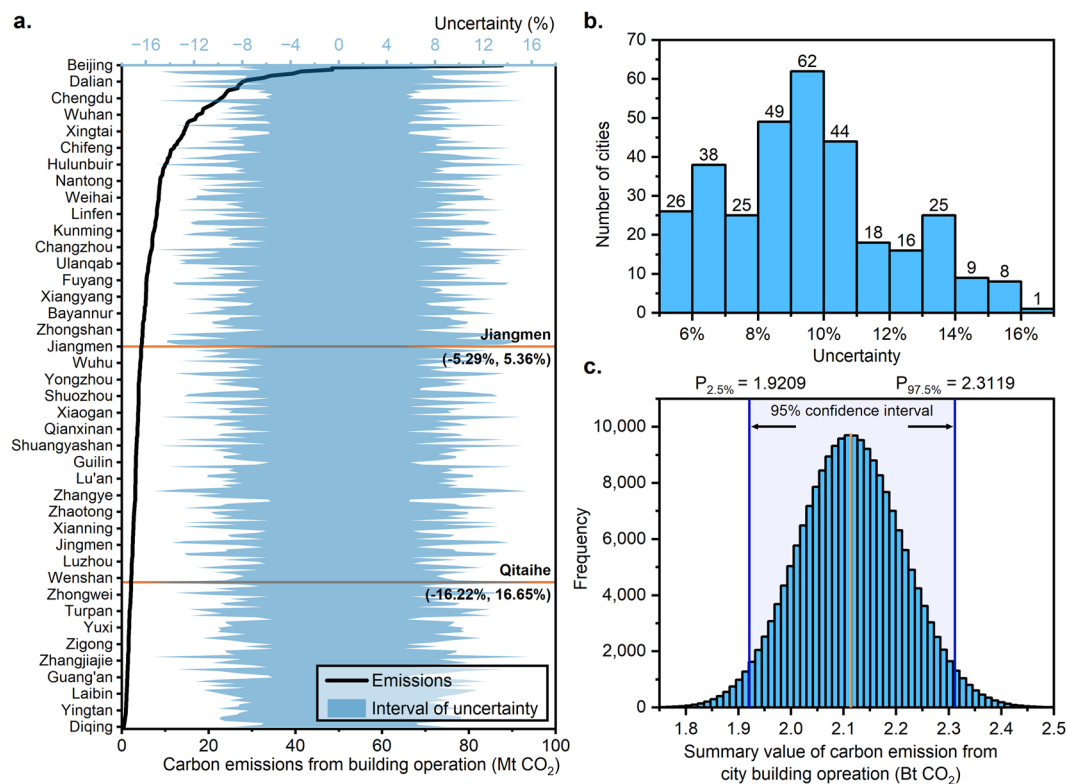 a.
Uncertainty (%)
−16 −12 −8 −4 0 4 8 12 16
Beijing
Dalian
Chengdu
Wuhan
Xingtai
Chifeng
Hulunbuir
Nantong
Weihai
Linfen
Kunming
Changzhou
Ulanqab
Fuyang
Xiangyang
Bayannur
Zhongshan
Jiangmen
Wuhu
Yongzhou
Shuozhou
Xiaogan
Qianxinan
Shuangyashan
Guilin
Lu'an
Zhangye
Zhaotong
Xianning
Jingmen
Luzhou
Wenshan
Zhongwei
Turpan
Yuxi
Zigong
Zhangjiajie
Guang'an
Laibin
Yingtan
Diqing
Jiangmen
(-5.29%, 5.36%)
Qitaihe
(-16.22%, 16.65%)
Emissions
Interval of uncertainty
0 20 40 60 80 100
Carbon emissions from building operation (Mt CO2)
b.
Number of cities
70
60
50
40
30
20
10
0
26 38 25 49 62 44 18 16 25 9 8 1
6% 8% 10% 12% 14% 16%
Uncertainty
c.
P2.5% = 1.9209 P97.5% = 2.3119
95% confidence interval
Frequency
10,000
8,000
6,000
4,000
2,000
0
1.8 1.9 2.0 2.1 2.2 2.3 2.4 2.5
Summary value of carbon emission from
city building opreation (Bt CO2)